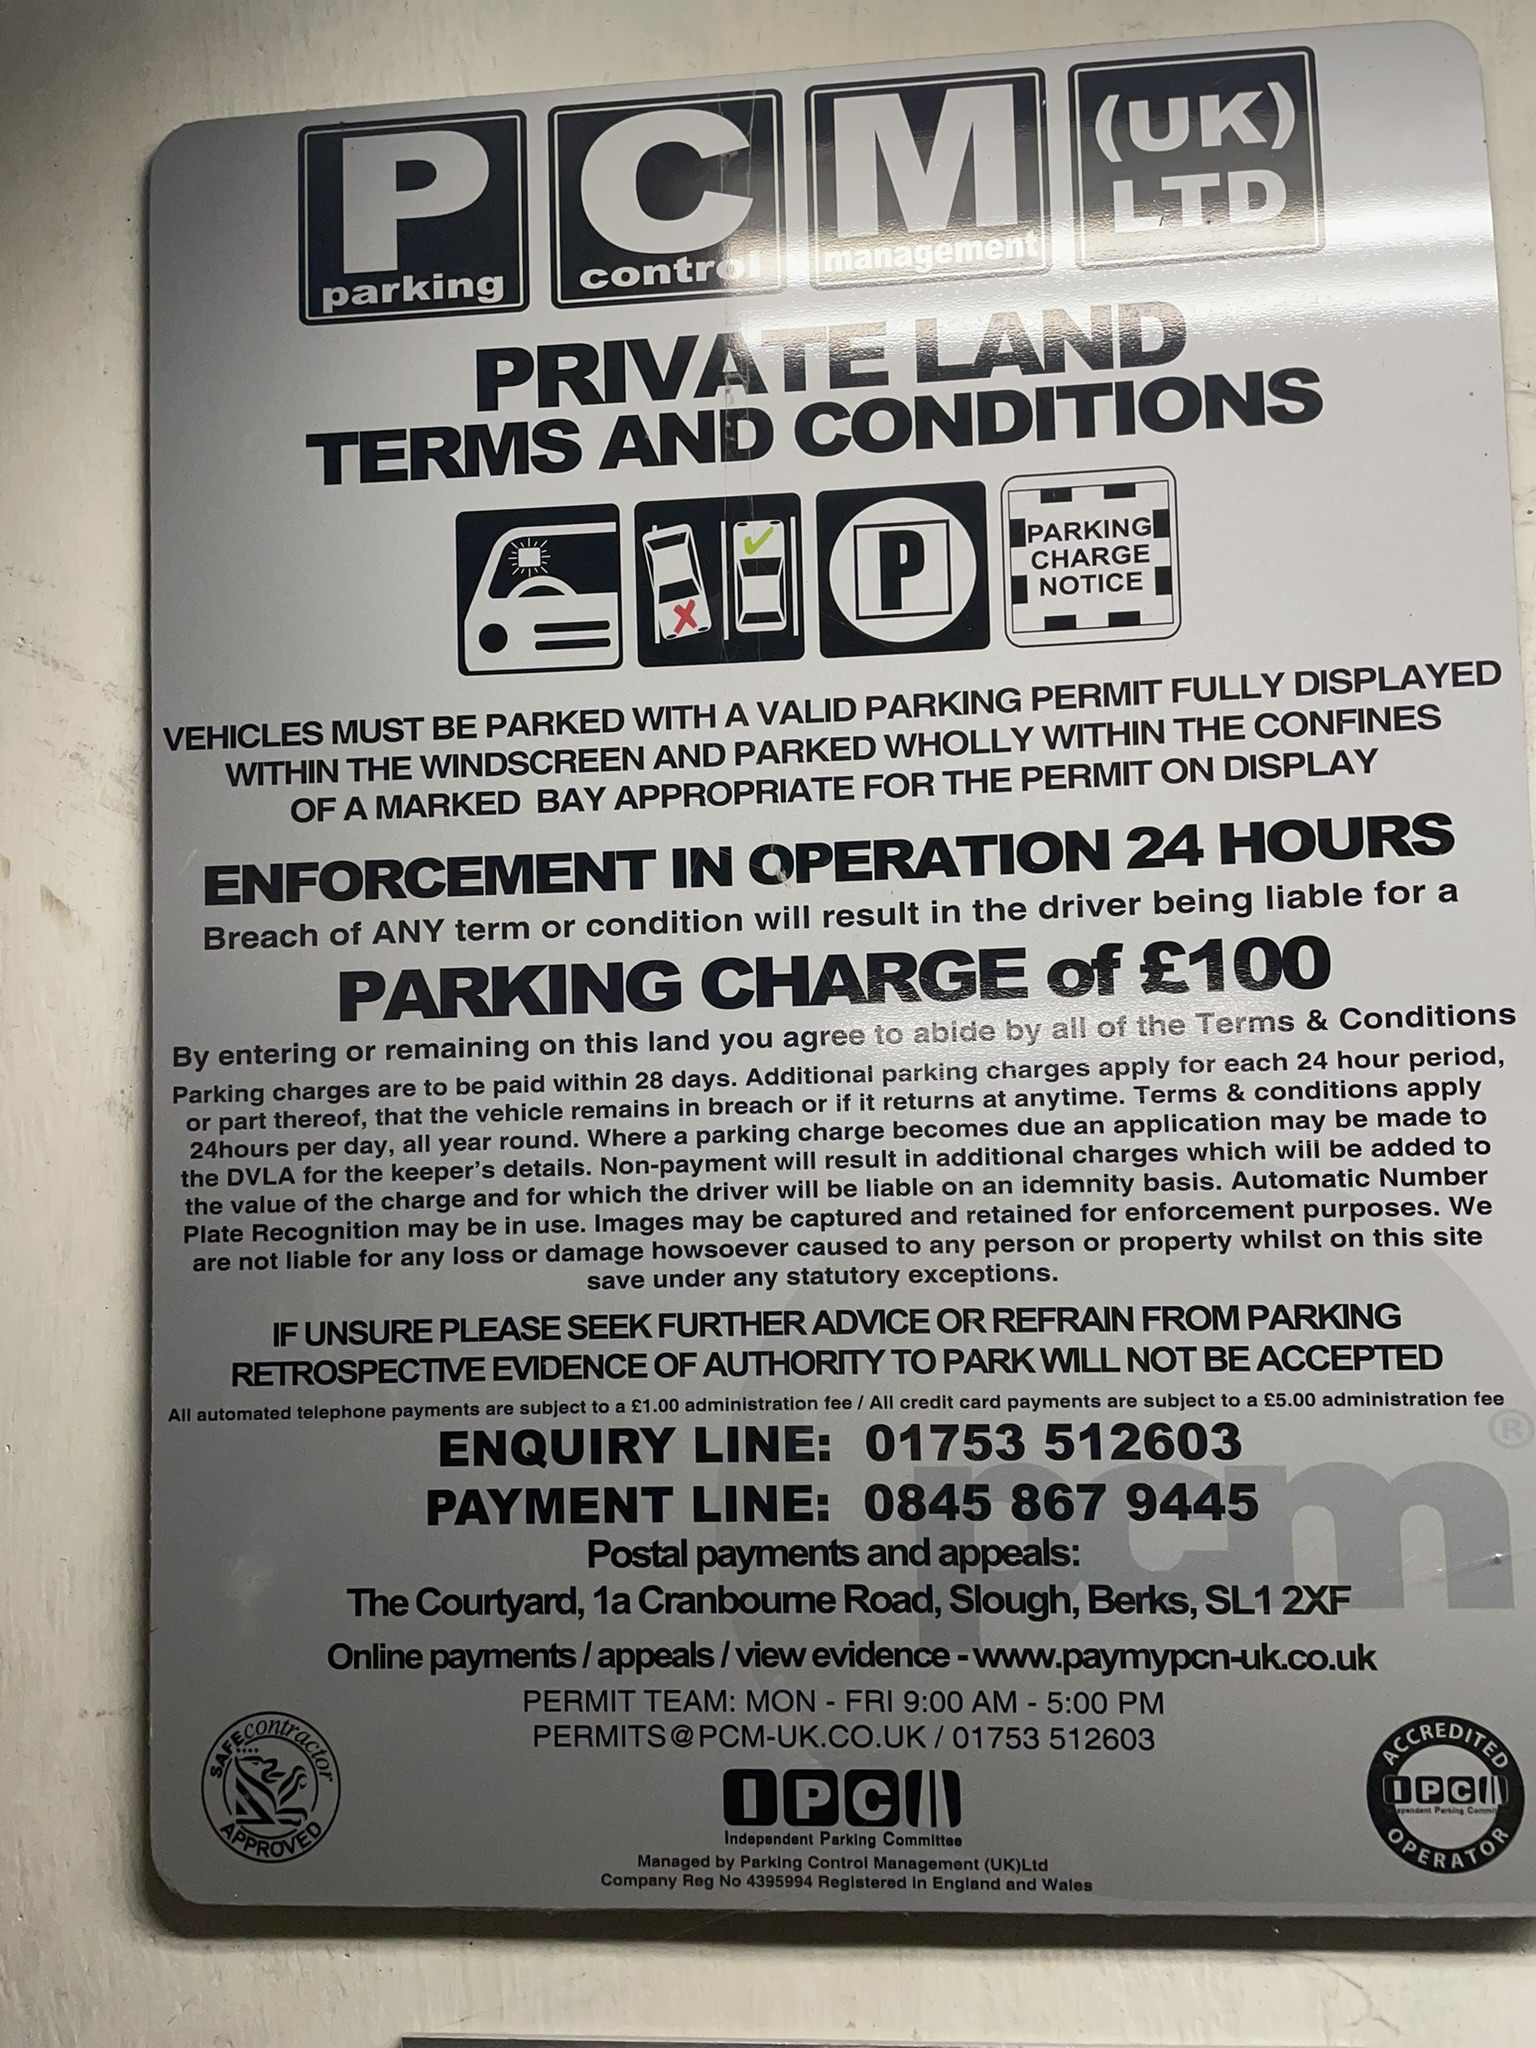 P C M (UK) LTD
parking control management
PRIVATE LAND
TERMS AND CONDITIONS
P
PARKING
CHARGE
NOTICE
VEHICLES MUST BE PARKED WITH A VALID PARKING PERMIT FULLY DISPLAYED
WITHIN THE WINDSCREEN AND PARKED WHOLLY WITHIN THE CONFINES
OF A MARKED BAY APPROPRIATE FOR THE PERMIT ON DISPLAY
ENFORCEMENT IN OPERATION 24 HOURS
Breach of ANY term or condition will result in the driver being liable for a
PARKING CHARGE of £100
By entering or remaining on this land you agree to abide by all of the Terms & Conditions
Parking charges are to be paid within 28 days. Additional parking charges apply for each 24 hour period,
or part thereof, that the vehicle remains in breach or if it returns at anytime. Terms & conditions apply
24hours per day, all year round. Where a parking charge becomes due an application may be made to
the DVLA for the keeper's details. Non-payment will result in additional charges which will be added to
the value of the charge and for which the driver will be liable on an idemnity basis. Automatic Number
Plate Recognition may be in use. Images may be captured and retained for enforcement purposes. We
are not liable for any loss or damage howsoever caused to any person or property whilst on this site
save under any statutory exceptions.
IF UNSURE PLEASE SEEK FURTHER ADVICE OR REFRAIN FROM PARKING
RETROSPECTIVE EVIDENCE OF AUTHORITY TO PARK WILL NOT BE ACCEPTED
All automated telephone payments are subject to a £1.00 administration fee / All credit card payments are subject to a £5.00 administration fee
ENQUIRY LINE: 01753 512603
PAYMENT LINE: 0845 867 9445
pcm®
Postal payments and appeals:
The Courtyard, 1a Cranbourne Road, Slough, Berks, SL1 2XF
Online payments / appeals / view evidence - www.paymypcn-uk.co.uk
PERMIT TEAM: MON - FRI 9:00 AM - 5:00 PM
PERMITS@PCM-UK.CO.UK / 01753 512603
SAFEcontractor
APPROVED
IPC
Independent Parking Committee
Managed by Parking Control Management (UK)Ltd
Company Reg No 4395994 Registered in England and Wales
ACCREDITED
IPC
Parking
OPERATOR